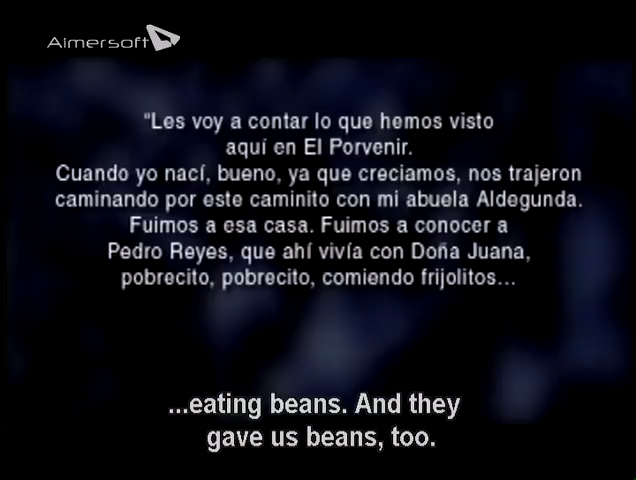 Aimersoft
"Les voy a contar lo que hemos visto
aquí en El Porvenir.
Cuando yo nací, bueno, ya que creciamos, nos trajeron
caminando por este caminito con mi abuela Aldegunda.
Fuimos a esa casa. Fuimos a conocer a
Pedro Reyes, que ahí vivía con Doña Juana,
pobrecito, pobrecito, comiendo frijolitos...
...eating beans. And they
gave us beans, too.